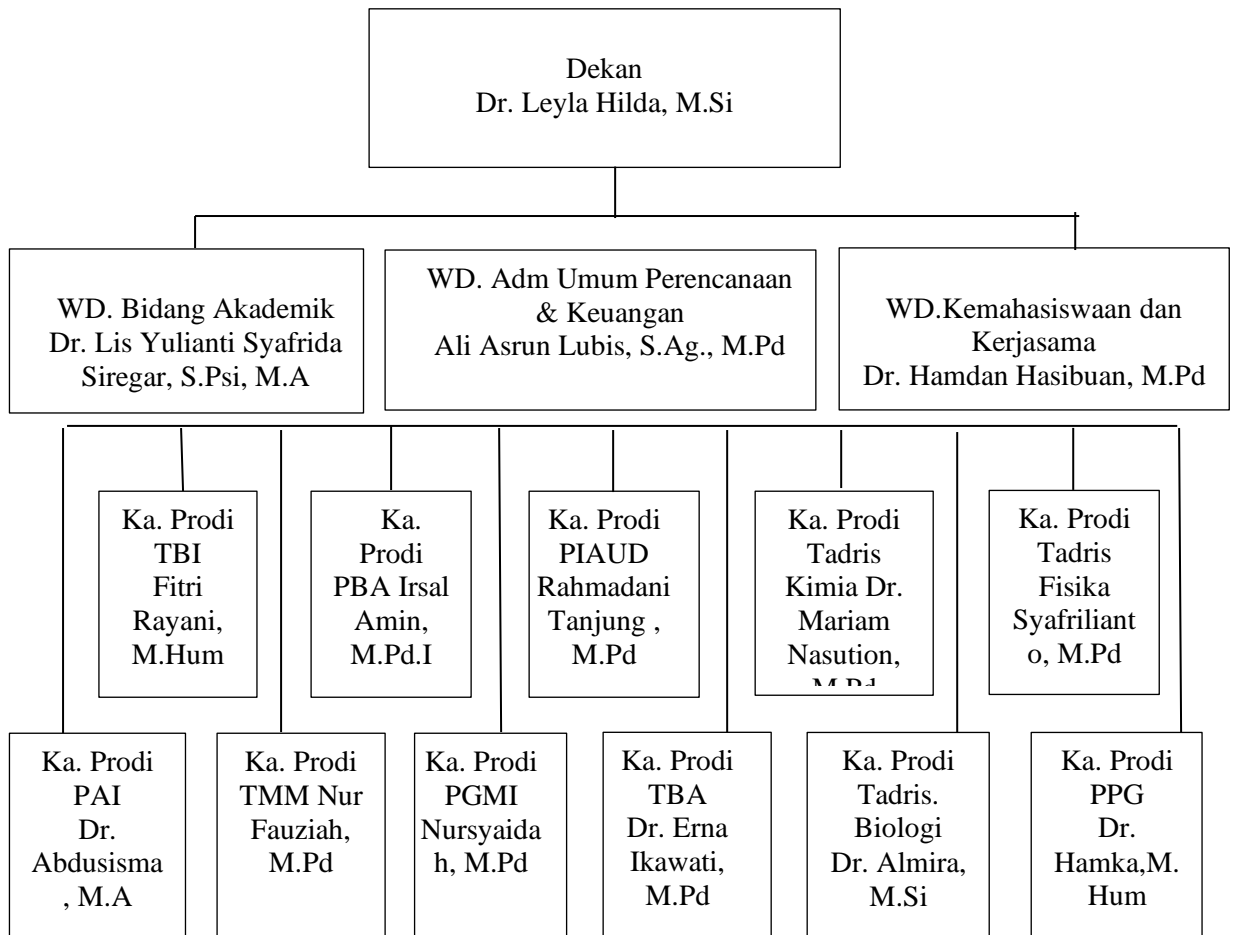 Dekan
Dr. Leyla Hilda, M.Si
WD. Bidang Akademik
Dr. Lis Yulianti Syafrida
Siregar, S.Psi, M.A
WD. Adm Umum Perencanaan
& Keuangan
Ali Asrun Lubis, S.Ag., M.Pd
WD.Kemahasiswaan dan
Kerjasama
Dr. Hamdan Hasibuan, M.Pd
Ka. Prodi
TBI
Fitri
Rayani,
M.Hum
Ka.
Prodi
PBA Irsal
Amin,
M.Pd.I
Ka. Prodi
PIAUD
Rahmadani
Tanjung ,
M.Pd
Ka. Prodi
Tadris
Kimia Dr.
Mariam
Nasution,
M.Pd
Ka. Prodi
Tadris
Fisika
Syafriliant
o, M.Pd
Ka. Prodi
PAI
Dr.
Abdusisma
, M.A
Ka. Prodi
TMM Nur
Fauziah,
M.Pd
Ka. Prodi
PGMI
Nursyaida
h, M.Pd
Ka. Prodi
TBA
Dr. Erna
Ikawati,
M.Pd
Ka. Prodi
Tadris.
Biologi
Dr. Almira,
M.Si
Ka. Prodi
PPG
Dr.
Hamka,M.
Hum